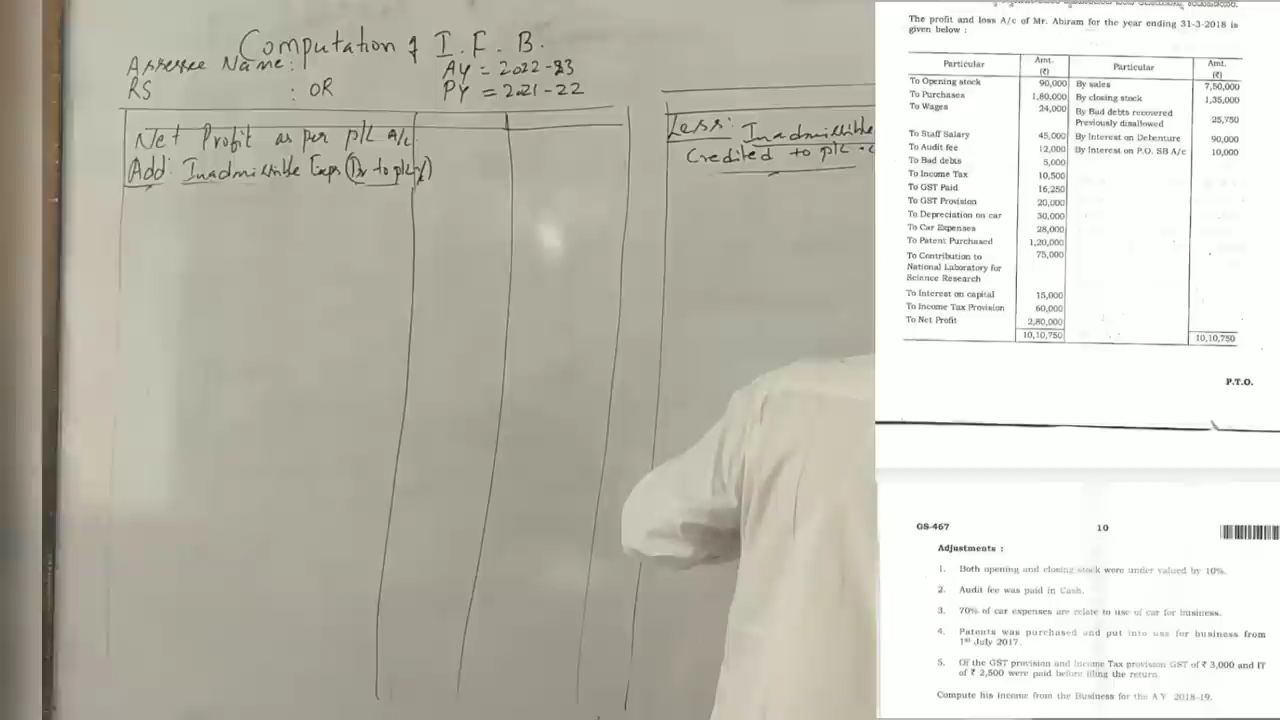 Computation of I. F. B.
Assessee Name:
AY = 2022-23
RS : OR
PY = 2021-22
Net Profit as per p/L A/c
Add: Inadmissible Exps (Dr to p/L
Less: Inadmissible
Credited to p/L
The profit and loss A/c of Mr. Abiram for the year ending 31-3-2018 is
given below :
Particular Amt. (₹) Particular Amt. (₹)
To Opening stock 90,000 By sales 7,50,000
To Purchases 1,80,000 By closing stock 1,35,000
To Wages 24,000 By Bad debts recovered
Previously disallowed 25,750
To Staff Salary 45,000 By Interest on Debenture 90,000
To Audit fee 12,000 By Interest on P.O. SB A/c 10,000
To Bad debts 5,000
To Income Tax 10,500
To GST Paid 16,250
To GST Provision 20,000
To Depreciation on car 30,000
To Car Expenses 28,000
To Patent Purchased 1,20,000
To Contribution to 75,000
National Laboratory for
Science Research
To Interest on capital 15,000
To Income Tax Provision 60,000
To Net Profit 2,80,000
10,10,750 10,10,750
P.T.O.
GS-467 10
Adjustments :
1. Both opening and closing stock were under valued by 10%.
2. Audit fee was paid in Cash.
3. 70% of car expenses are relate to use of car for business.
4. Patents was purchased and put into use for business from
1st July 2017.
5. Of the GST provision and Income Tax provision GST of ₹ 3,000 and IT
of ₹ 2,500 were paid before filing the return.
Compute his income from the Business for the A.Y 2018-19.